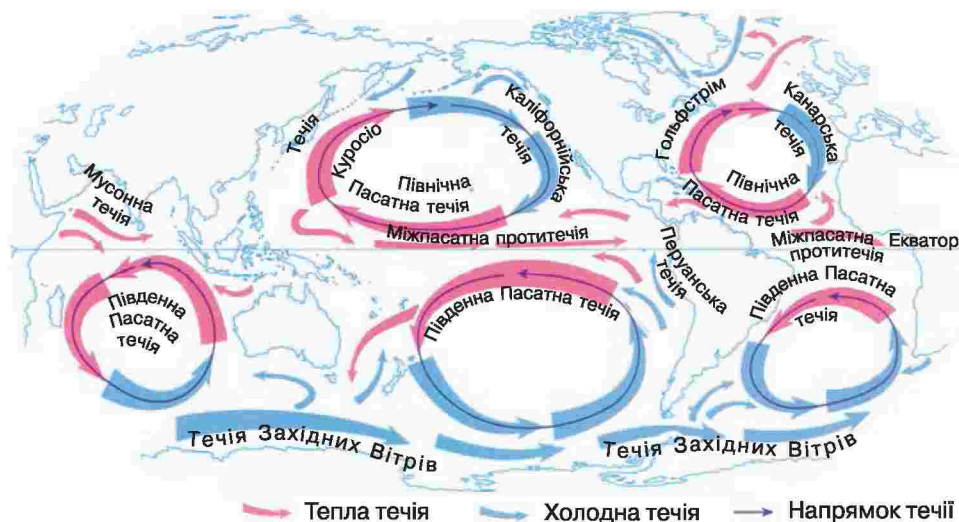 Мусонна
течія
Течія
Куросіо
Каліфорнійська
течія
Північна
Пасатна течія
Міжпасатна протитечія
Гольфстрім
Канарська
течія
Північна
Пасатна течія
Міжпасатна
протитечія
Екватор
Південна
Пасатна
течія
Південна Пасатна течія
Перуанська
течія
Південна Пасатна
течія
Течія Західних Вітрів
Течія Західних Вітрів
Тепла течія
Холодна течія
Напрямок течії